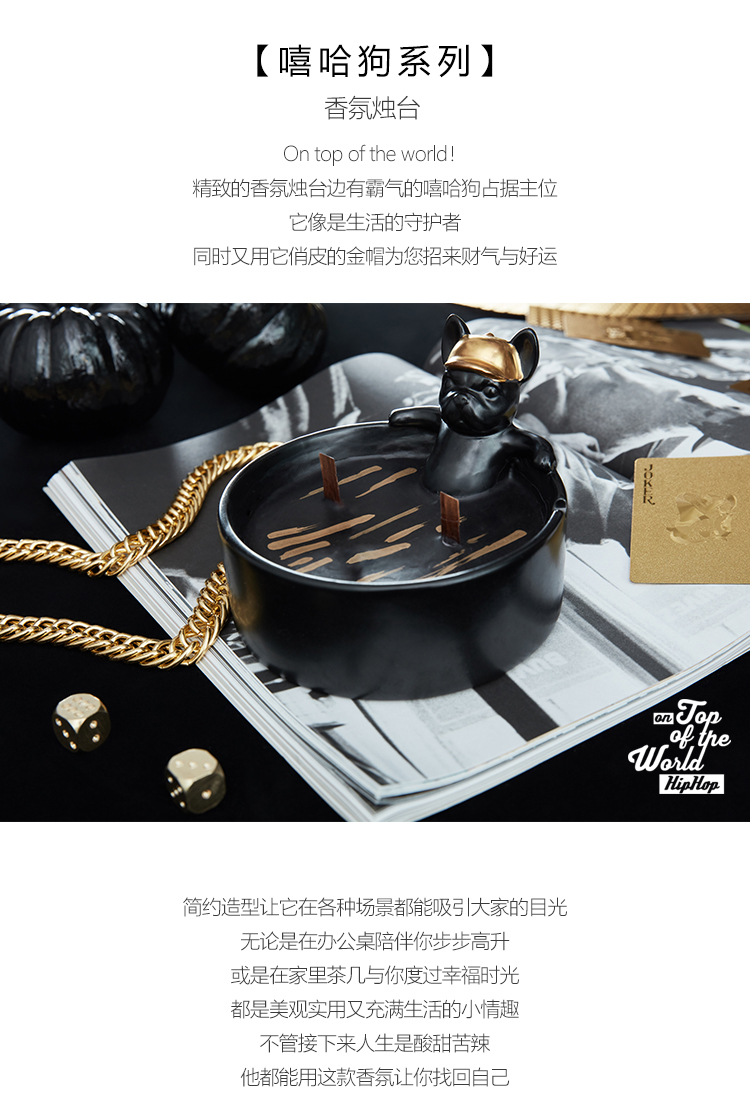 【嘻哈狗系列】
香氛烛台
On top of the world!
精致的香氛烛台边有霸气的嘻哈狗占据主位
它像是生活的守护者
同时又用它俏皮的金帽为您招来财气与好运
JOKER
on Top
of the
World
HipHop
简约造型让它在各种场景都能吸引大家的目光
无论是在办公桌陪伴你步步高升
或是在家里茶几与你度过幸福时光
都是美观实用又充满生活的小情趣
不管接下来人生是酸甜苦辣
他都能用这款香氛让你找回自己